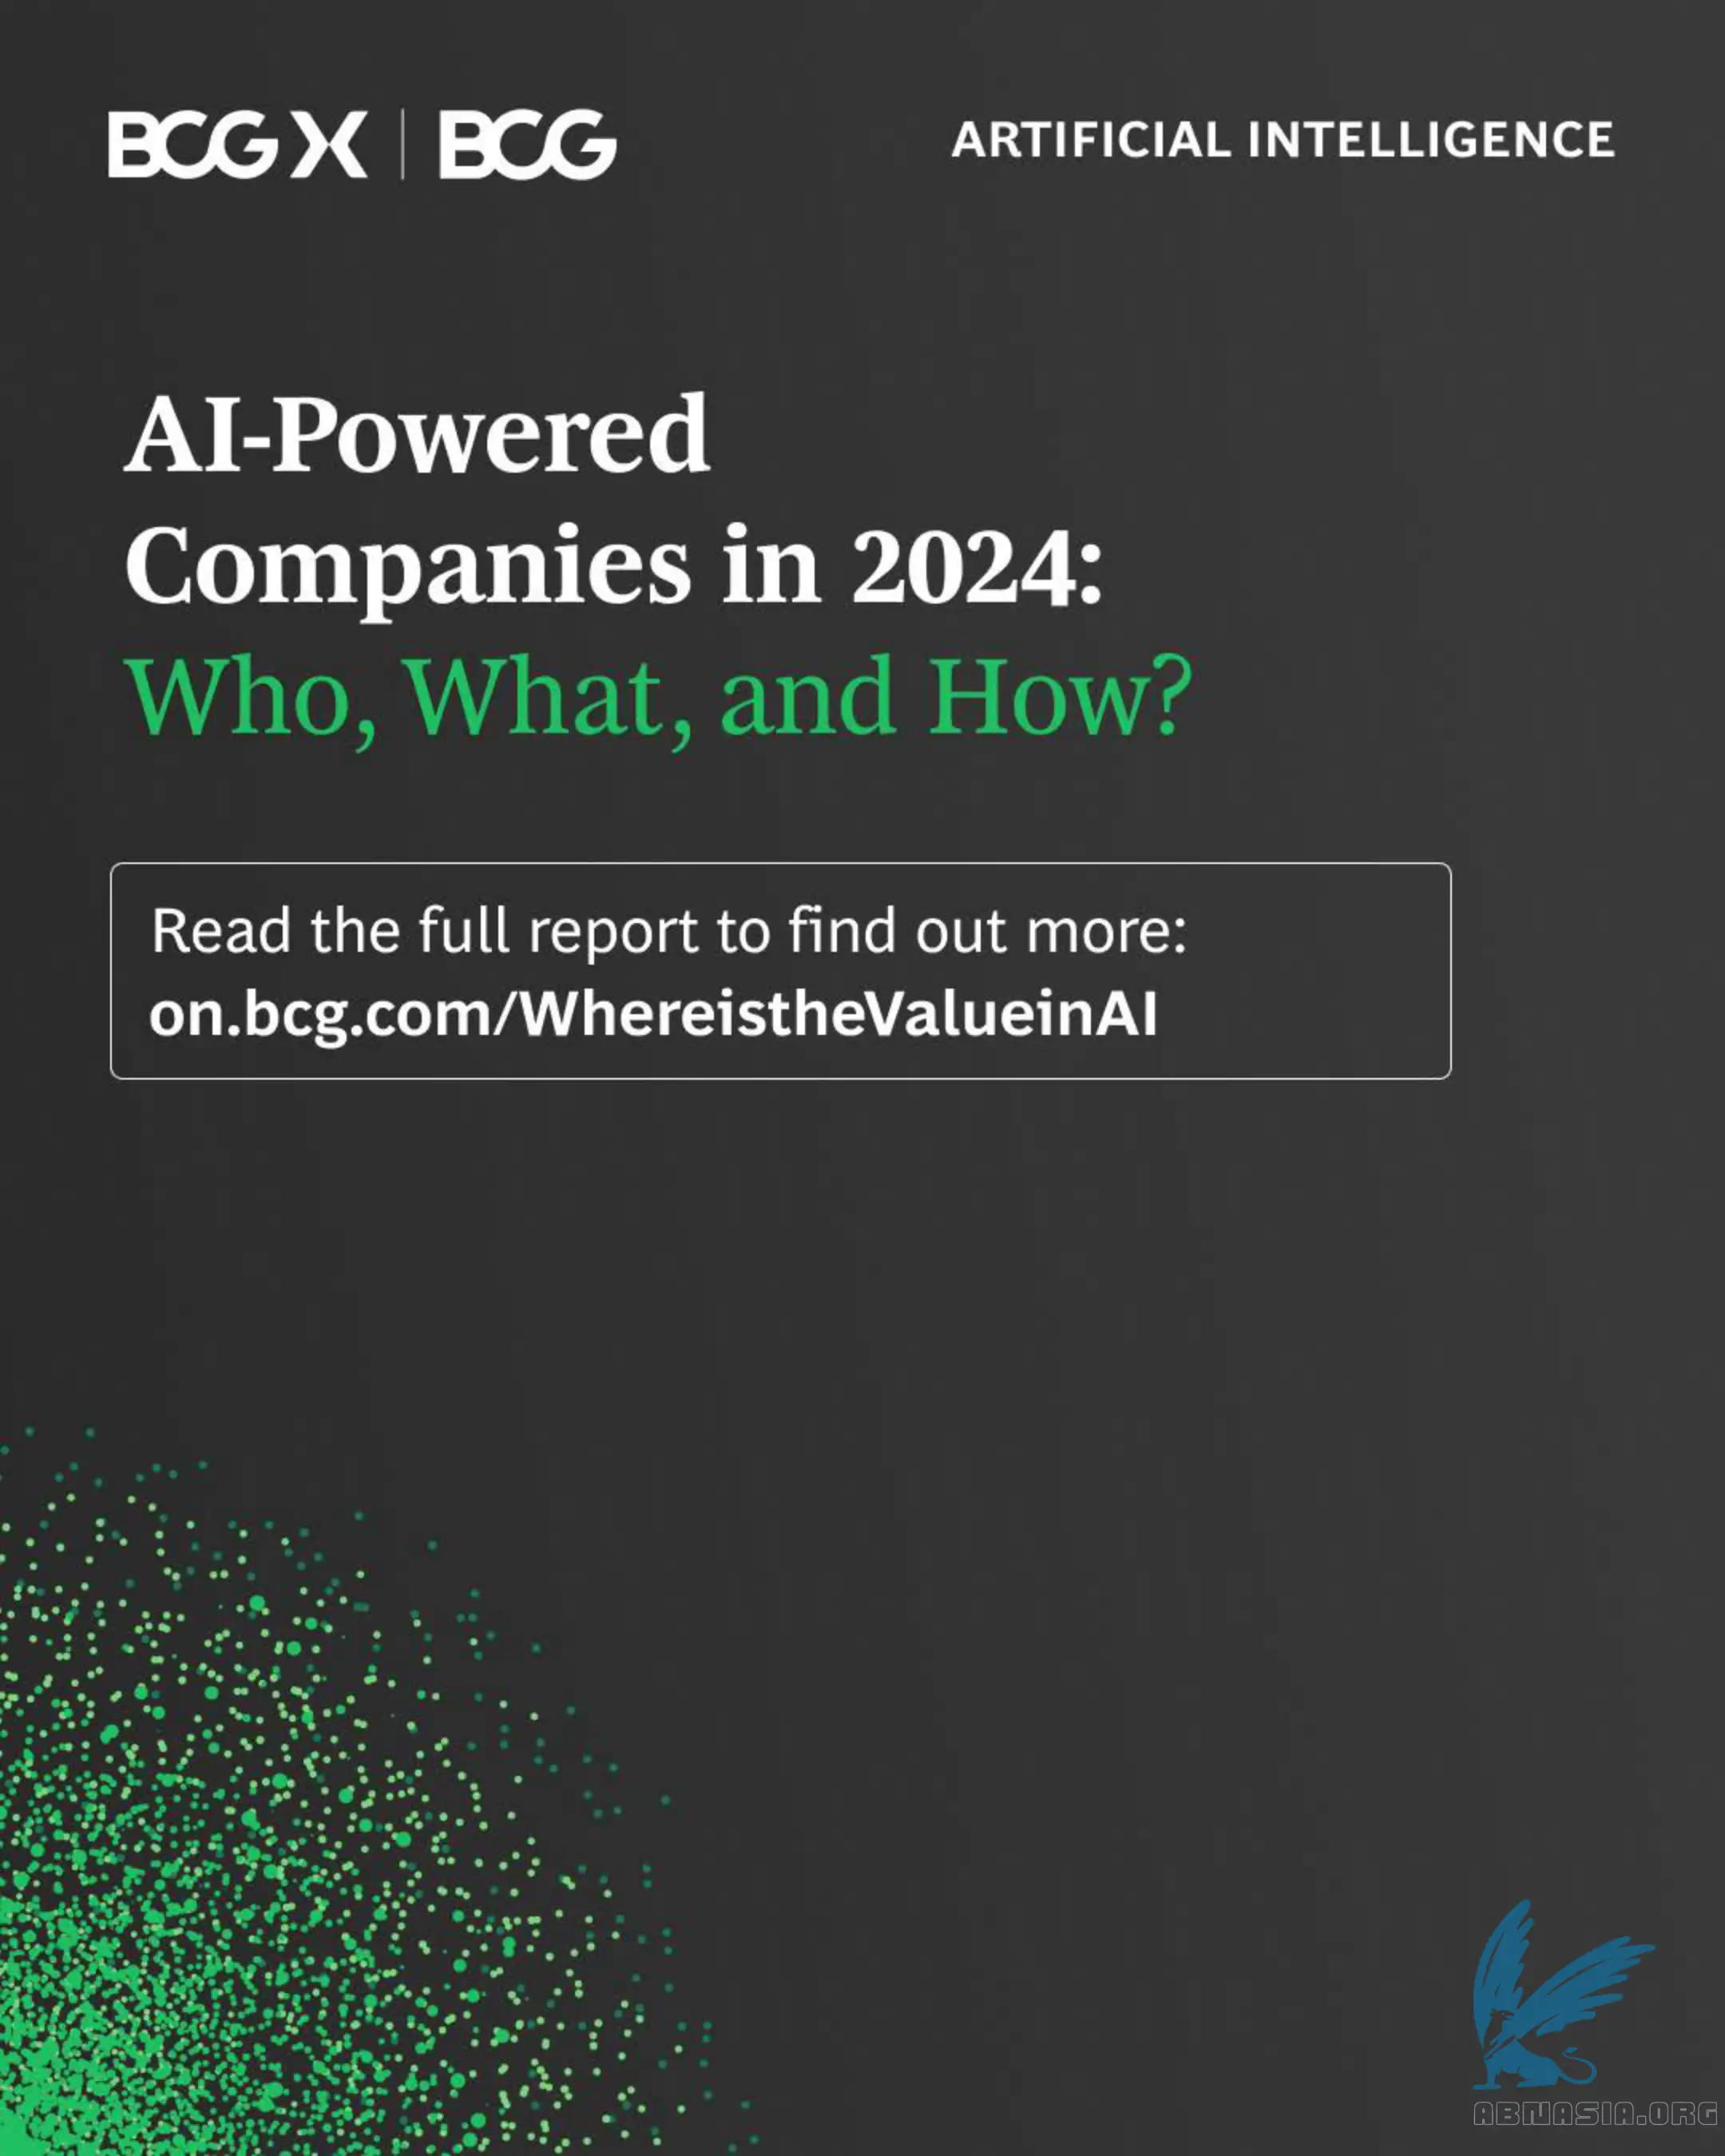 BCG X | BCG
ARTIFICIAL INTELLIGENCE
AI-Powered
Companies in 2024:
Who, What, and How?
Read the full report to find out more:
on.bcg.com/WhereistheValueinAI
ABNASIA.ORG